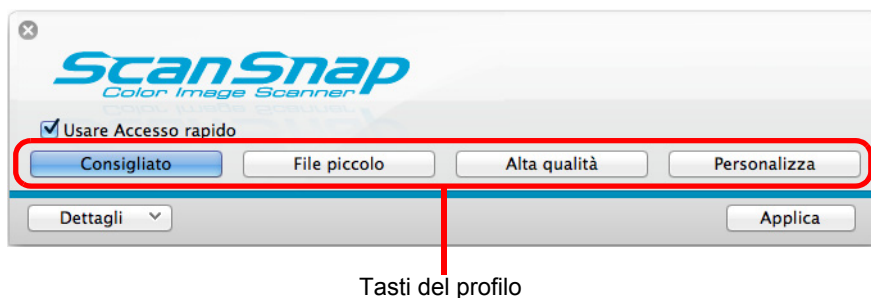 ScanSnap
Color Image Scanner
Usare Accesso rapido
Consigliato File piccolo Alta qualità Personalizza
Dettagli Applica
Tasti del profilo